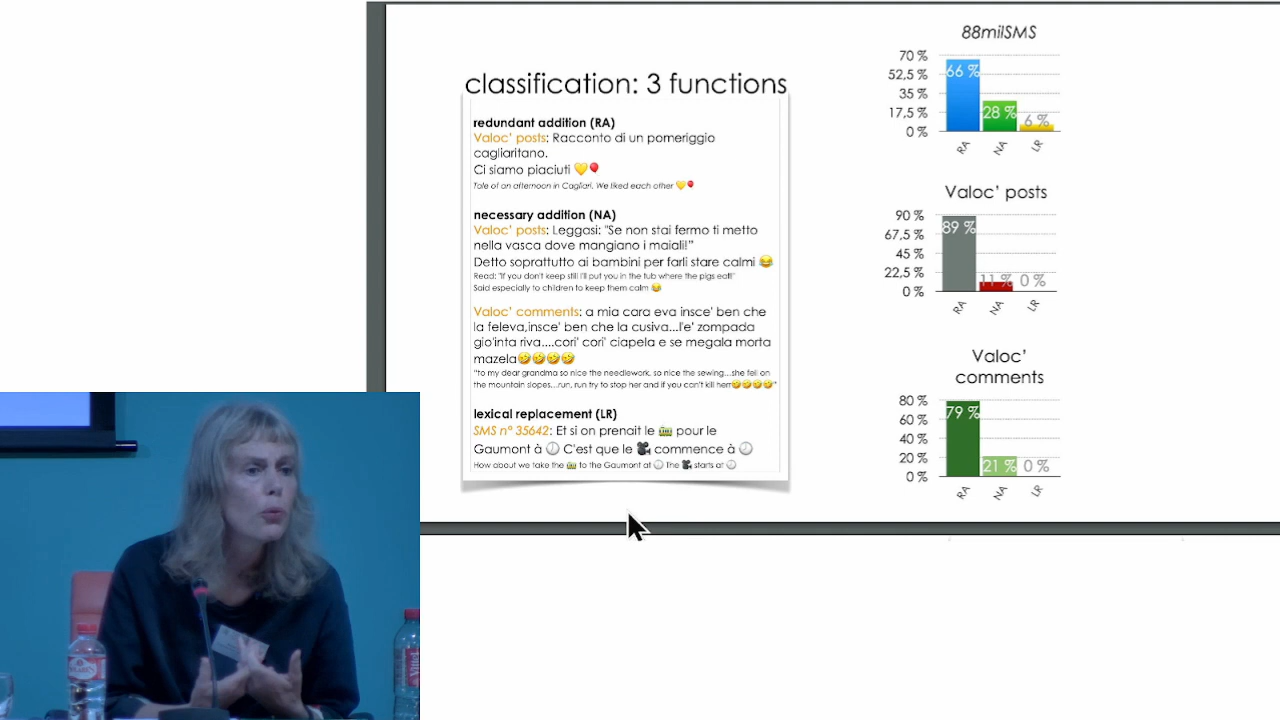 classification: 3 functions
redundant addition (RA)
Valoc' posts: Racconto di un pomeriggio
cagliaritano.
Ci siamo piaciuti 💛🎈
Tale of an afternoon in Cagliari. We liked each other 💛🎈
necessary addition (NA)
Valoc' posts: Leggasi: "Se non stai fermo ti metto
nella vasca dove mangiano i maiali!"
Detto soprattutto ai bambini per farli stare calmi 😂
Read: "If you don't keep still I'll put you in the tub where the pigs eat!"
Said especially to children to keep them calm 😂
Valoc' comments: a mia cara eva insce' ben che
la feleva,insce' ben che la cusiva...l'e' zompada
gio'inta riva....cori' cori' ciapela e se megala morta
mazela🤣🤣🤣🤣
"to my dear grandma so nice the needlework, so nice the sewing...she fell on
the mountain slopes...run, run try to stop her and if you can't kill her🤣🤣🤣🤣"
lexical replacement (LR)
SMS n° 35642: Et si on prenait le 🚋 pour le
Gaumont à 🕗 C'est que le 🎥 commence à 🕗
How about we take the 🚋 to the Gaumont at 🕗 The 🎥 starts at 🕗
88milSMS
70 %
52,5 %
35 %
17,5 %
0 %
66 %
28 %
6 %
RA
NA
LR
Valoc' posts
90 %
67,5 %
45 %
22,5 %
0 %
89 %
11 %
0 %
RA
NA
LR
Valoc'
comments
80 %
60 %
40 %
20 %
0 %
79 %
21 %
0 %
RA
NA
LR
Vittel